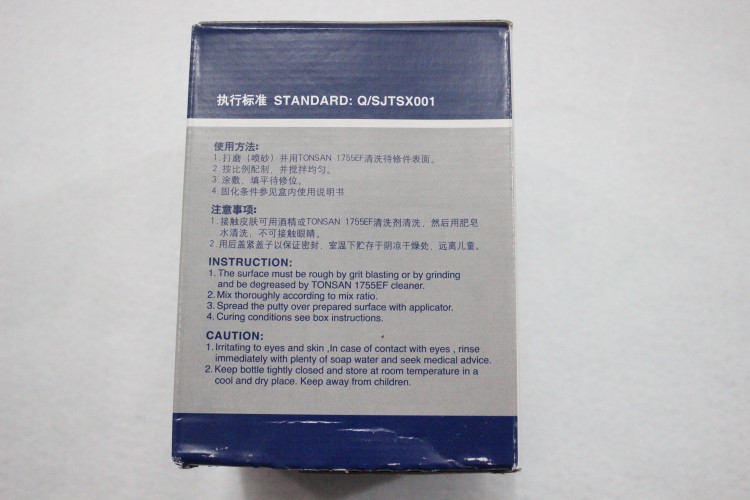 执行标准 STANDARD: Q/SJTSX001
使用方法:
1. 打磨（喷砂）并用TONSAN 1755EF清洗待修件表面。
2. 按比例配制、并搅拌均匀。
3. 涂敷、填平待修位。
4. 固化条件参见盒内使用说明书
注意事项:
1. 接触皮肤可用酒精或TONSAN 1755EF清洗剂清洗、然后用肥皂
水清洗，不可接触眼睛。
2. 用后盖紧盖子以保证密封、室温下贮存于阴凉干燥处、远离儿童。
INSTRUCTION:
1. The surface must be rough by grit blasting or by grinding
and be degreased by TONSAN 1755EF cleaner.
2. Mix thoroughly according to mix ratio.
3. Spread the putty over prepared surface with applicator.
4. Curing conditions see box instructions.
CAUTION:
1. Irritating to eyes and skin ,In case of contact with eyes , rinse
immediately with plenty of soap water and seek medical advice.
2. Keep bottle tightly closed and store at room temperature in a
cool and dry place. Keep away from children.